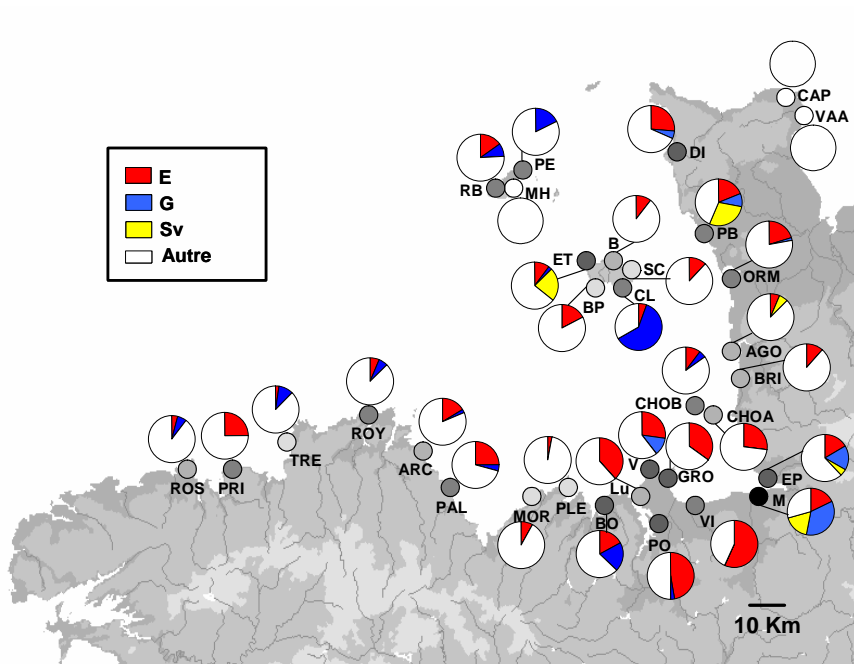 CAP
VAA
E
G
Sv
Autre
PE
RB
MH
DI
PB
B
ET
SC
ORM
BP
CL
AGO
BRI
CHOB
CHOA
ROY
TRE
ARC
ROS
PRI
PAL
V
GRO
EP
Lu
M
MOR
PLE
BO
VI
PO
10 Km